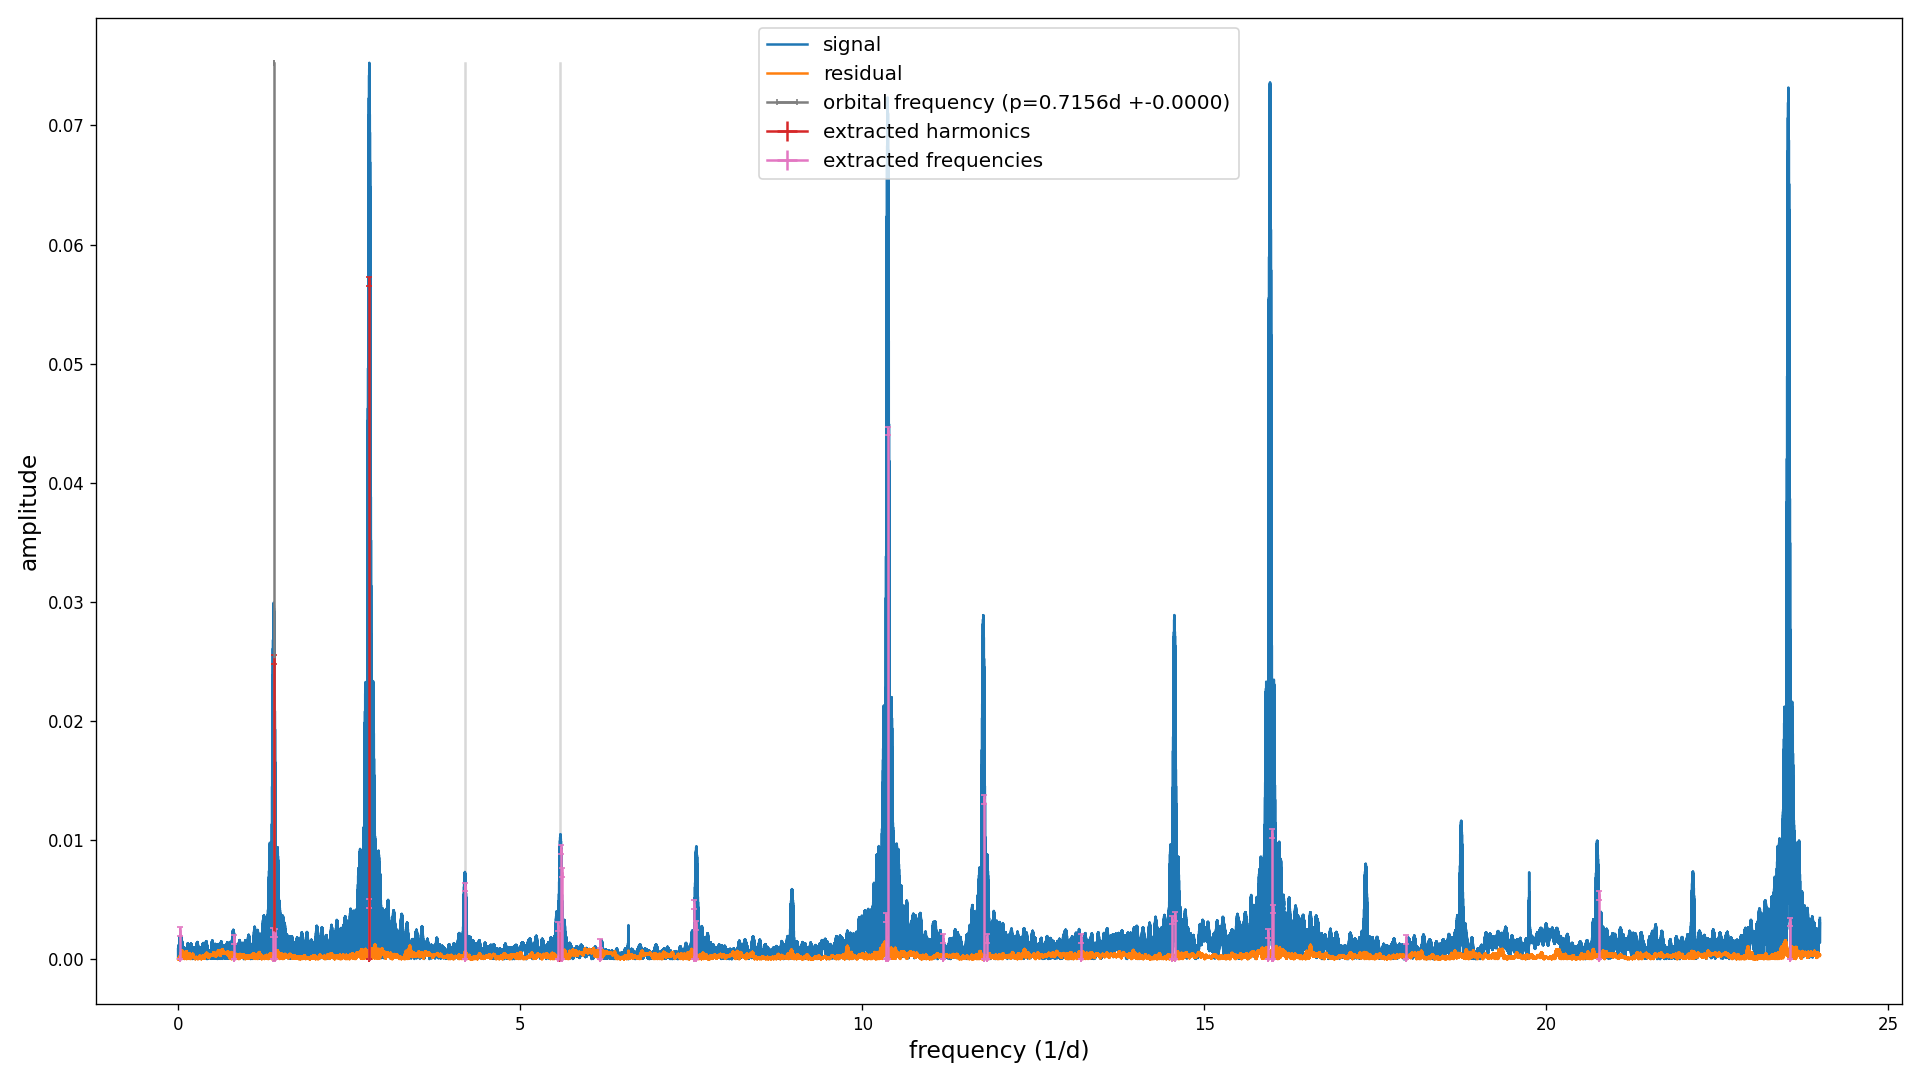 signal
residual
orbital frequency (p=0.7156d +-0.0000)
extracted harmonics
extracted frequencies
0.07
0.06
0.05
0.04
0.03
0.02
0.01
0.00
amplitude
0 5 10 15 20 25
frequency (1/d)